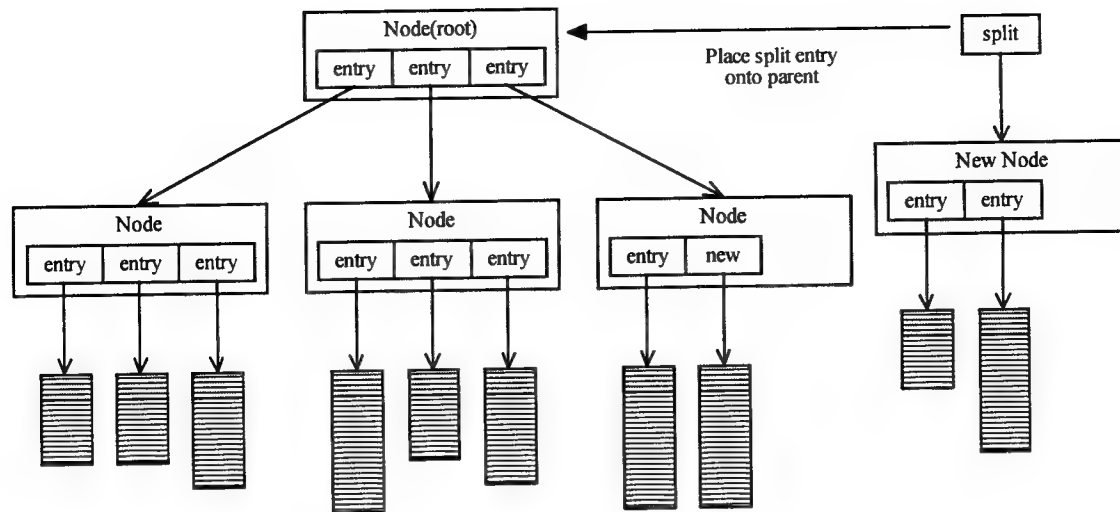 Node(root)
entry entry entry
Place split entry
onto parent
split
New Node
entry entry
Node
entry entry entry
Node
entry entry entry
Node
entry new